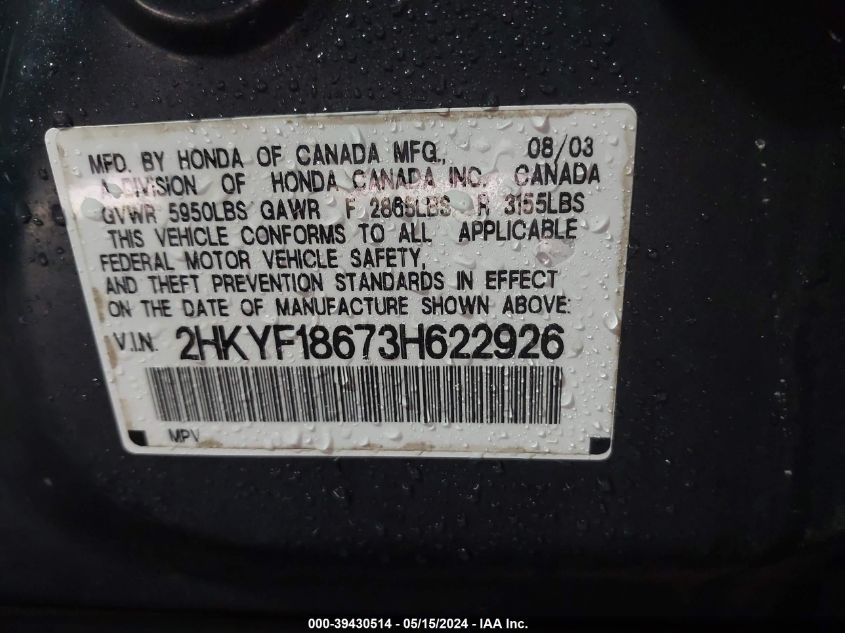 MFD. BY HONDA OF CANADA MFG., 08/03
A DIVISION OF HONDA CANADA INC. CANADA
GVWR 5950LBS GAWR F 2865LBS R 3155LBS
THIS VEHICLE CONFORMS TO ALL APPLICABLE
FEDERAL MOTOR VEHICLE SAFETY,
AND THEFT PREVENTION STANDARDS IN EFFECT
ON THE DATE OF MANUFACTURE SHOWN ABOVE:
V.I.N. 2HKYF18673H622926
MPV
000-39430514 — 05/15/2024 — IAA Inc.